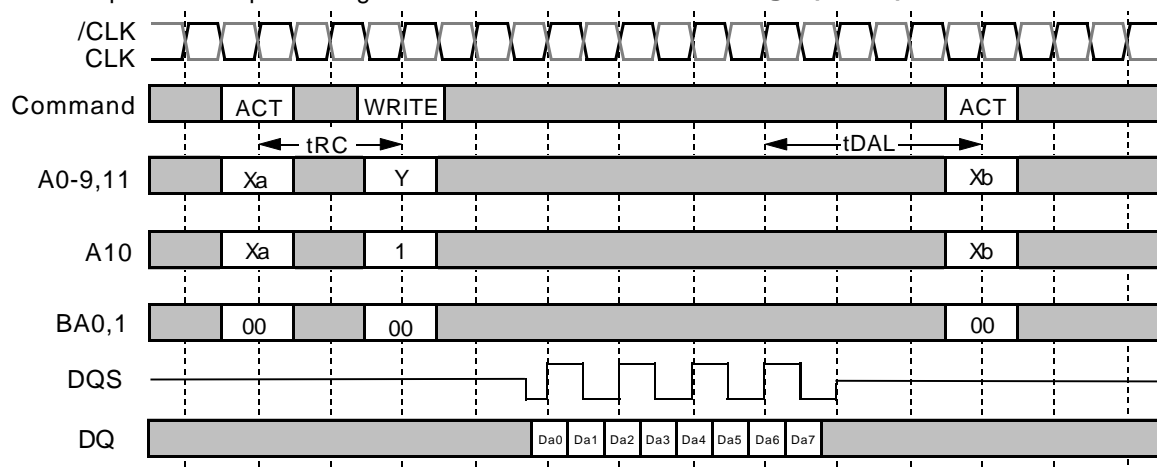 /CLK
CLK
Command ACT WRITE ACT
tRC tDAL
A0-9,11 Xa Y Xb
A10 Xa 1 Xb
BA0,1 00 00 00
DQS
DQ Da0 Da1 Da2 Da3 Da4 Da5 Da6 Da7